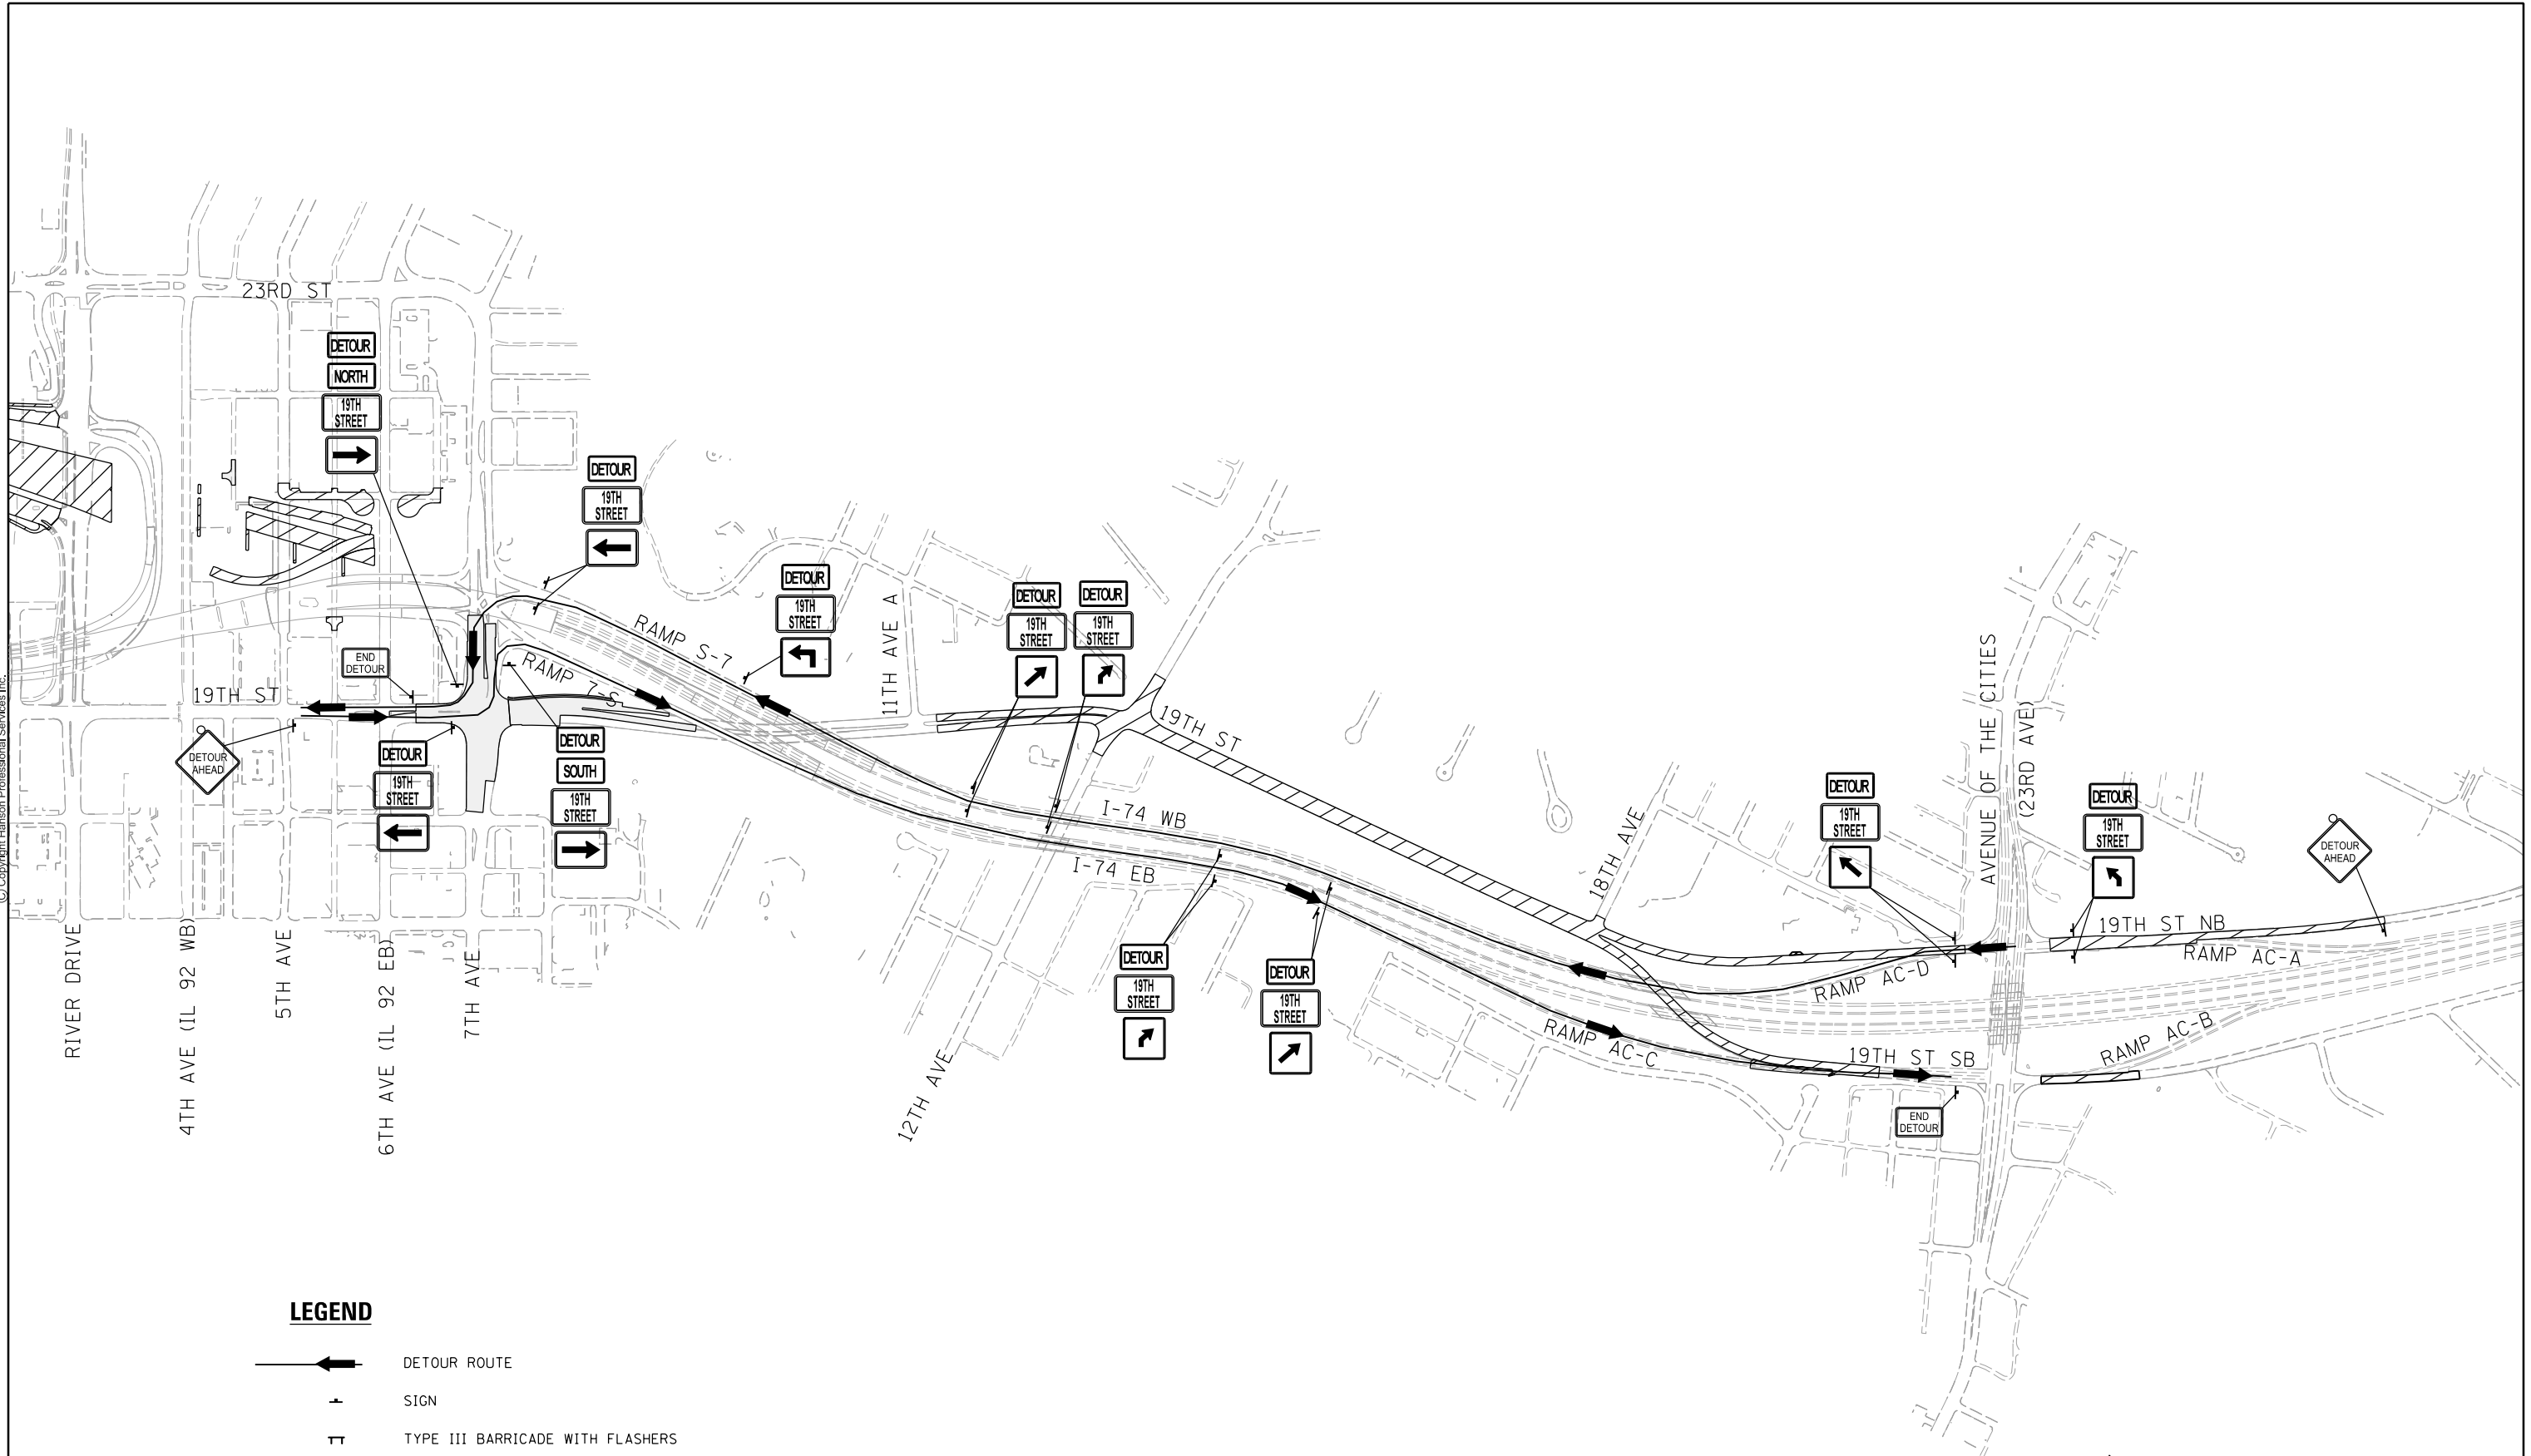 23RD ST
DETOUR
NORTH
19TH
STREET
DETOUR
19TH
STREET
DETOUR
19TH
STREET
RAMP S-7
RAMP 7-S
11TH AVE A
DETOUR
19TH
STREET
DETOUR
19TH
STREET
END
DETOUR
19TH ST
DETOUR
AHEAD
DETOUR
19TH
STREET
DETOUR
SOUTH
19TH
STREET
19TH ST
I-74 WB
I-74 EB
18TH AVE
DETOUR
19TH
STREET
AVENUE OF THE CITIES
(23RD AVE)
DETOUR
19TH
STREET
DETOUR
AHEAD
19TH ST NB
RAMP AC-A
RAMP AC-D
RAMP AC-B
RAMP AC-C
19TH ST SB
END
DETOUR
DETOUR
19TH
STREET
DETOUR
19TH
STREET
RIVER DRIVE
4TH AVE (IL 92 WB)
5TH AVE
6TH AVE (IL 92 EB)
7TH AVE
12TH AVE
© Copyright Hanson Professional Services Inc.
LEGEND
DETOUR ROUTE
SIGN
TYPE III BARRICADE WITH FLASHERS